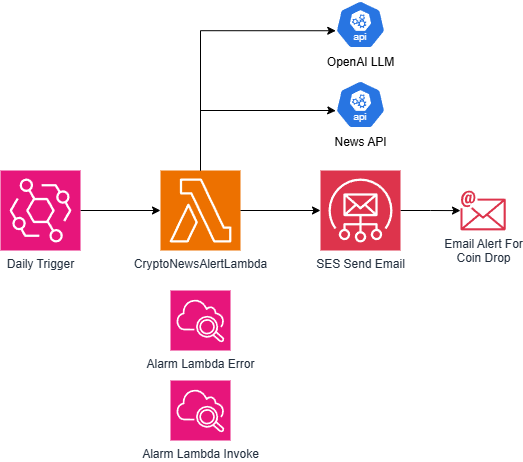 api
OpenAI LLM
api
News API
Daily Trigger
CryptoNewsAlertLambda
SES Send Email
@
Email Alert For
Coin Drop
Alarm Lambda Error
Alarm Lambda Invoke